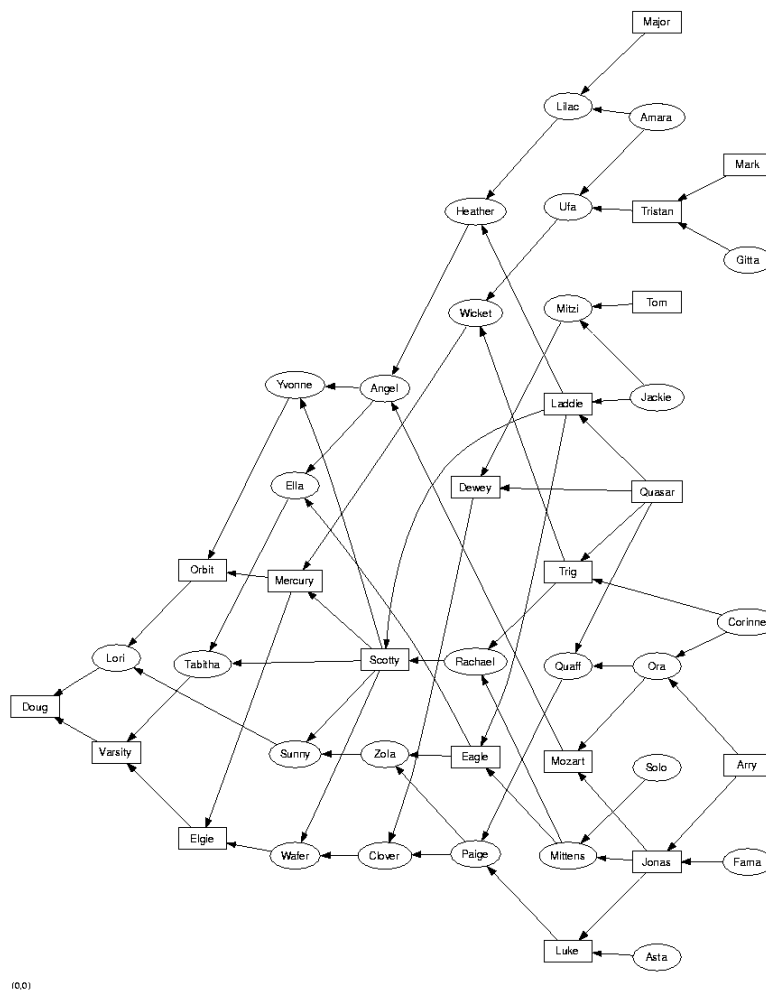 Major
Lilac
Amara
Mark
Heather
Ufa
Tristan
Gitta
Wicket
Mitzi
Tom
Yvonne
Angel
Laddie
Jackie
Ella
Dewey
Quasar
Orbit
Mercury
Trig
Corinne
Lori
Tabitha
Scotty
Rachael
Quaff
Ora
Doug
Varsity
Sunny
Zola
Eagle
Mozart
Solo
Arry
Elgie
Wafer
Clover
Paige
Mittens
Jonas
Fama
Luke
Asta
(0,0)